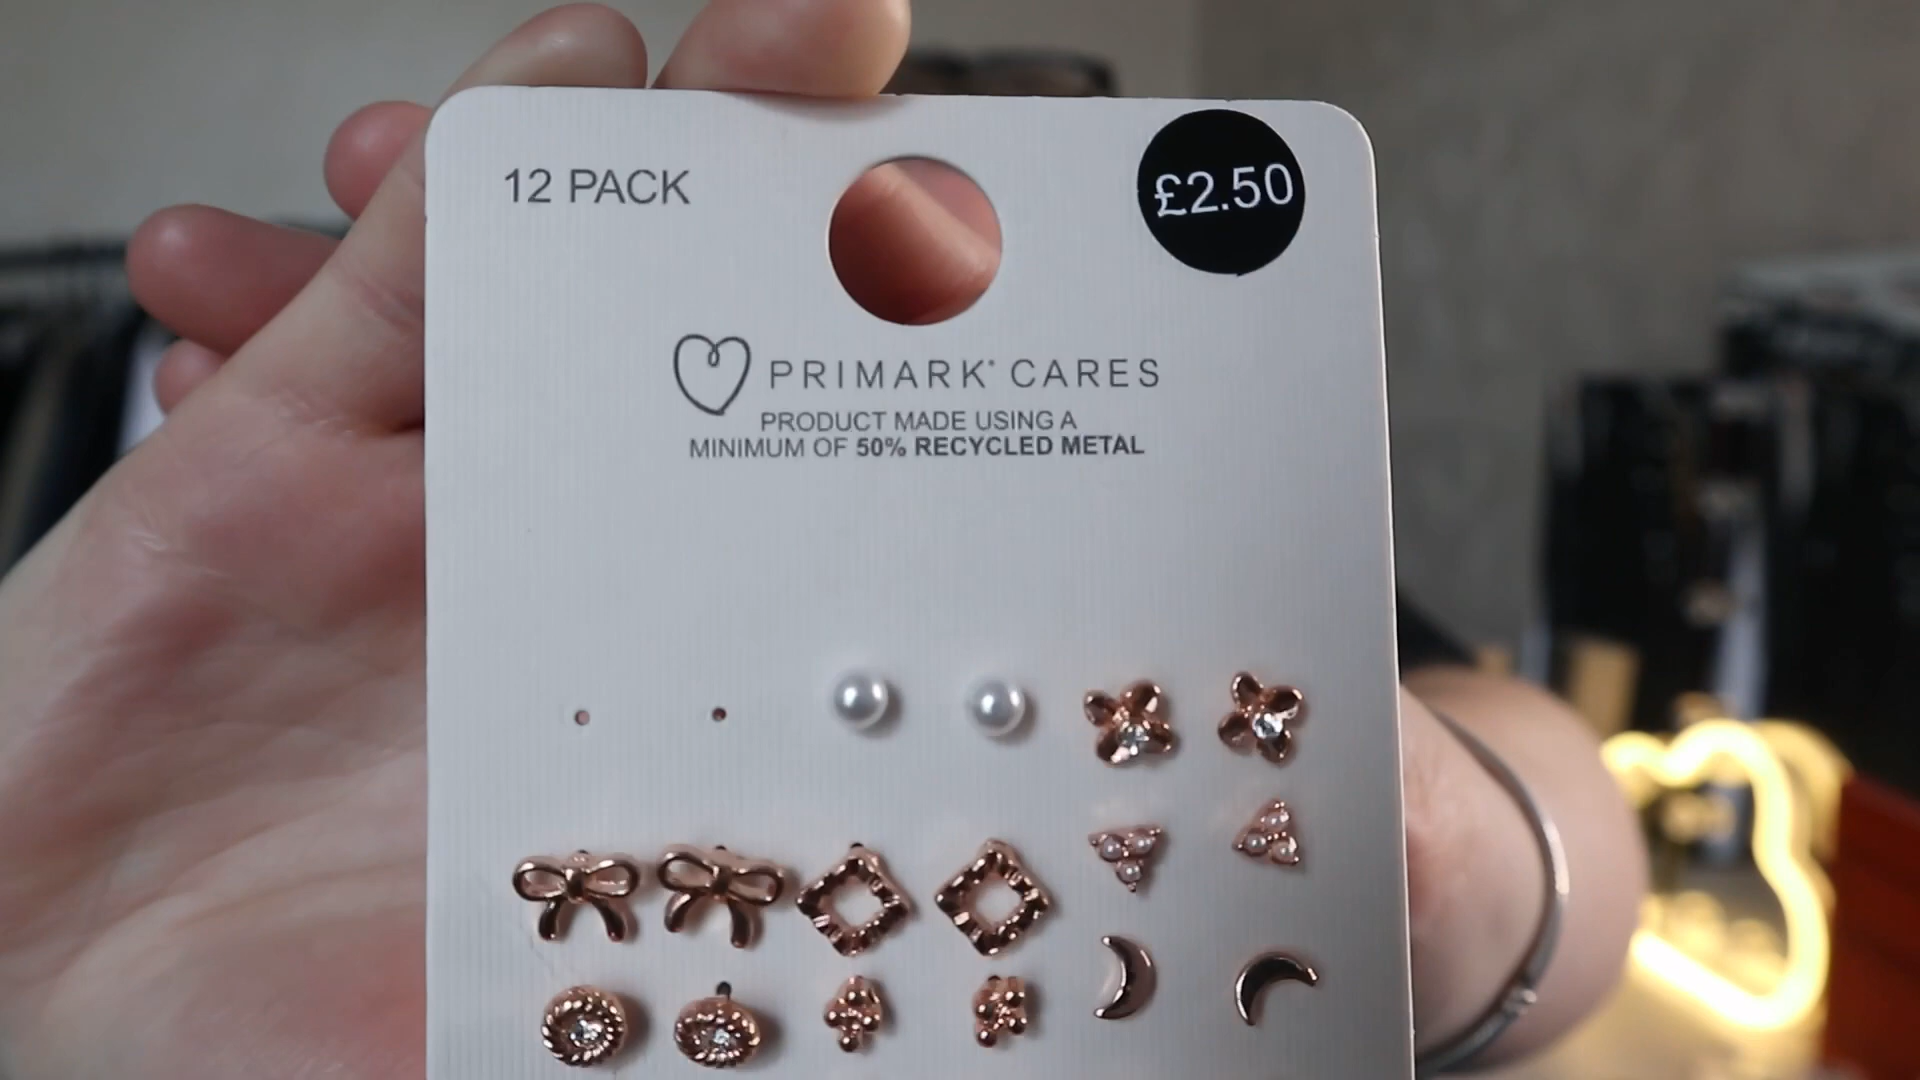 12 PACK
£2.50
PRIMARK® CARES
PRODUCT MADE USING A
MINIMUM OF 50% RECYCLED METAL